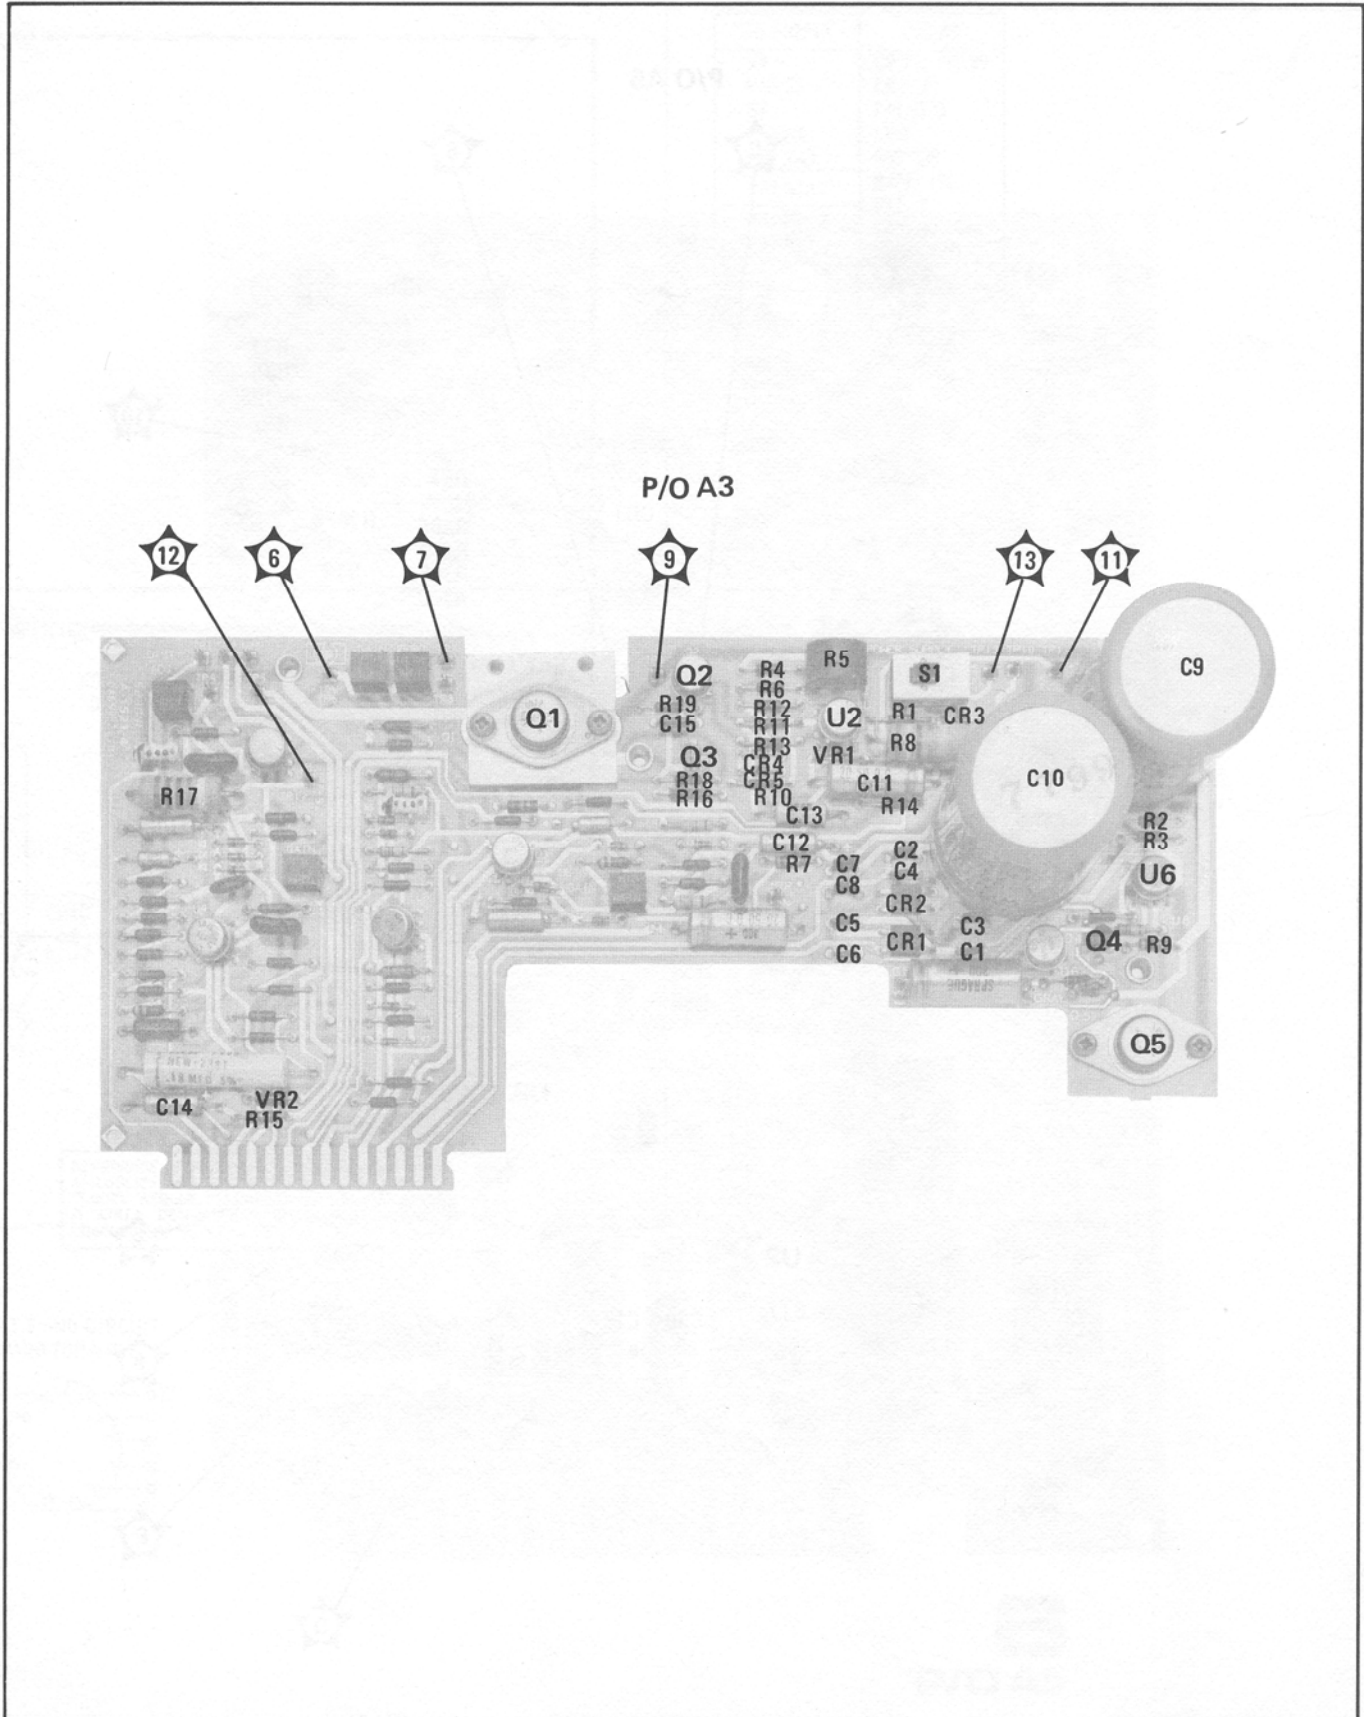 P/O A3
12 6 7 9 13 11
R5
Q2 R4 S1 C9
R6
R19 R12 R1 CR3
Q1 C15 R11 U2
R13 R8
Q3 CR4 VR1
R18 CR5 C11 C10
R17 R16 R10 R14
C13 R2
C12 C2 R3
R7 C7 C4 U6
C8
CR2
C5 C3
CR1 Q4 R9
C6 C1
SPRAGUE
Q5
C14 VR2
R15